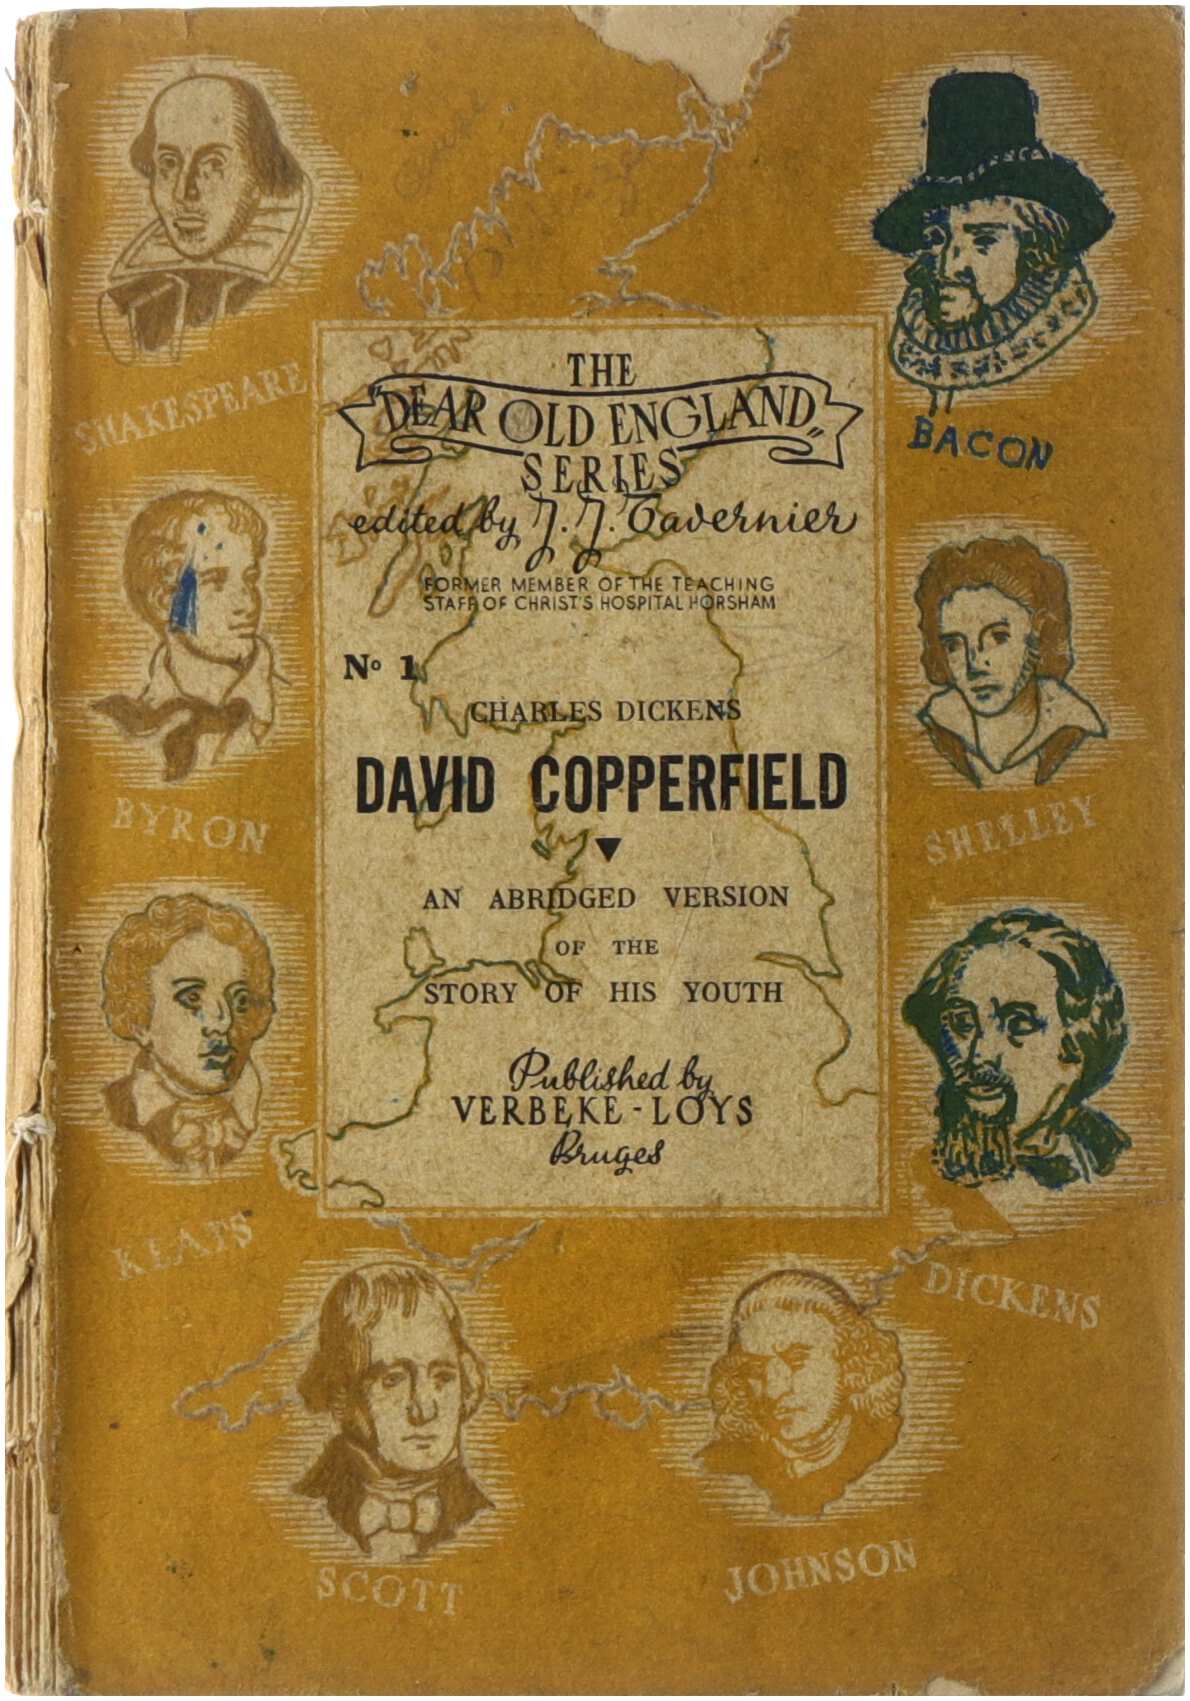 SHAKESPEARE
BACON
THE
"DEAR OLD ENGLAND„
SERIES
edited by J. J. Tavernier
FORMER MEMBER OF THE TEACHING
STAFF OF CHRIST'S HOSPITAL HORSHAM
No 1
CHARLES DICKENS
DAVID COPPERFIELD
BYRON
SHELLEY
AN ABRIDGED VERSION
OF THE
STORY OF HIS YOUTH
Published by
VERBEKE-LOYS
Bruges
KEATS
DICKENS
SCOTT
JOHNSON